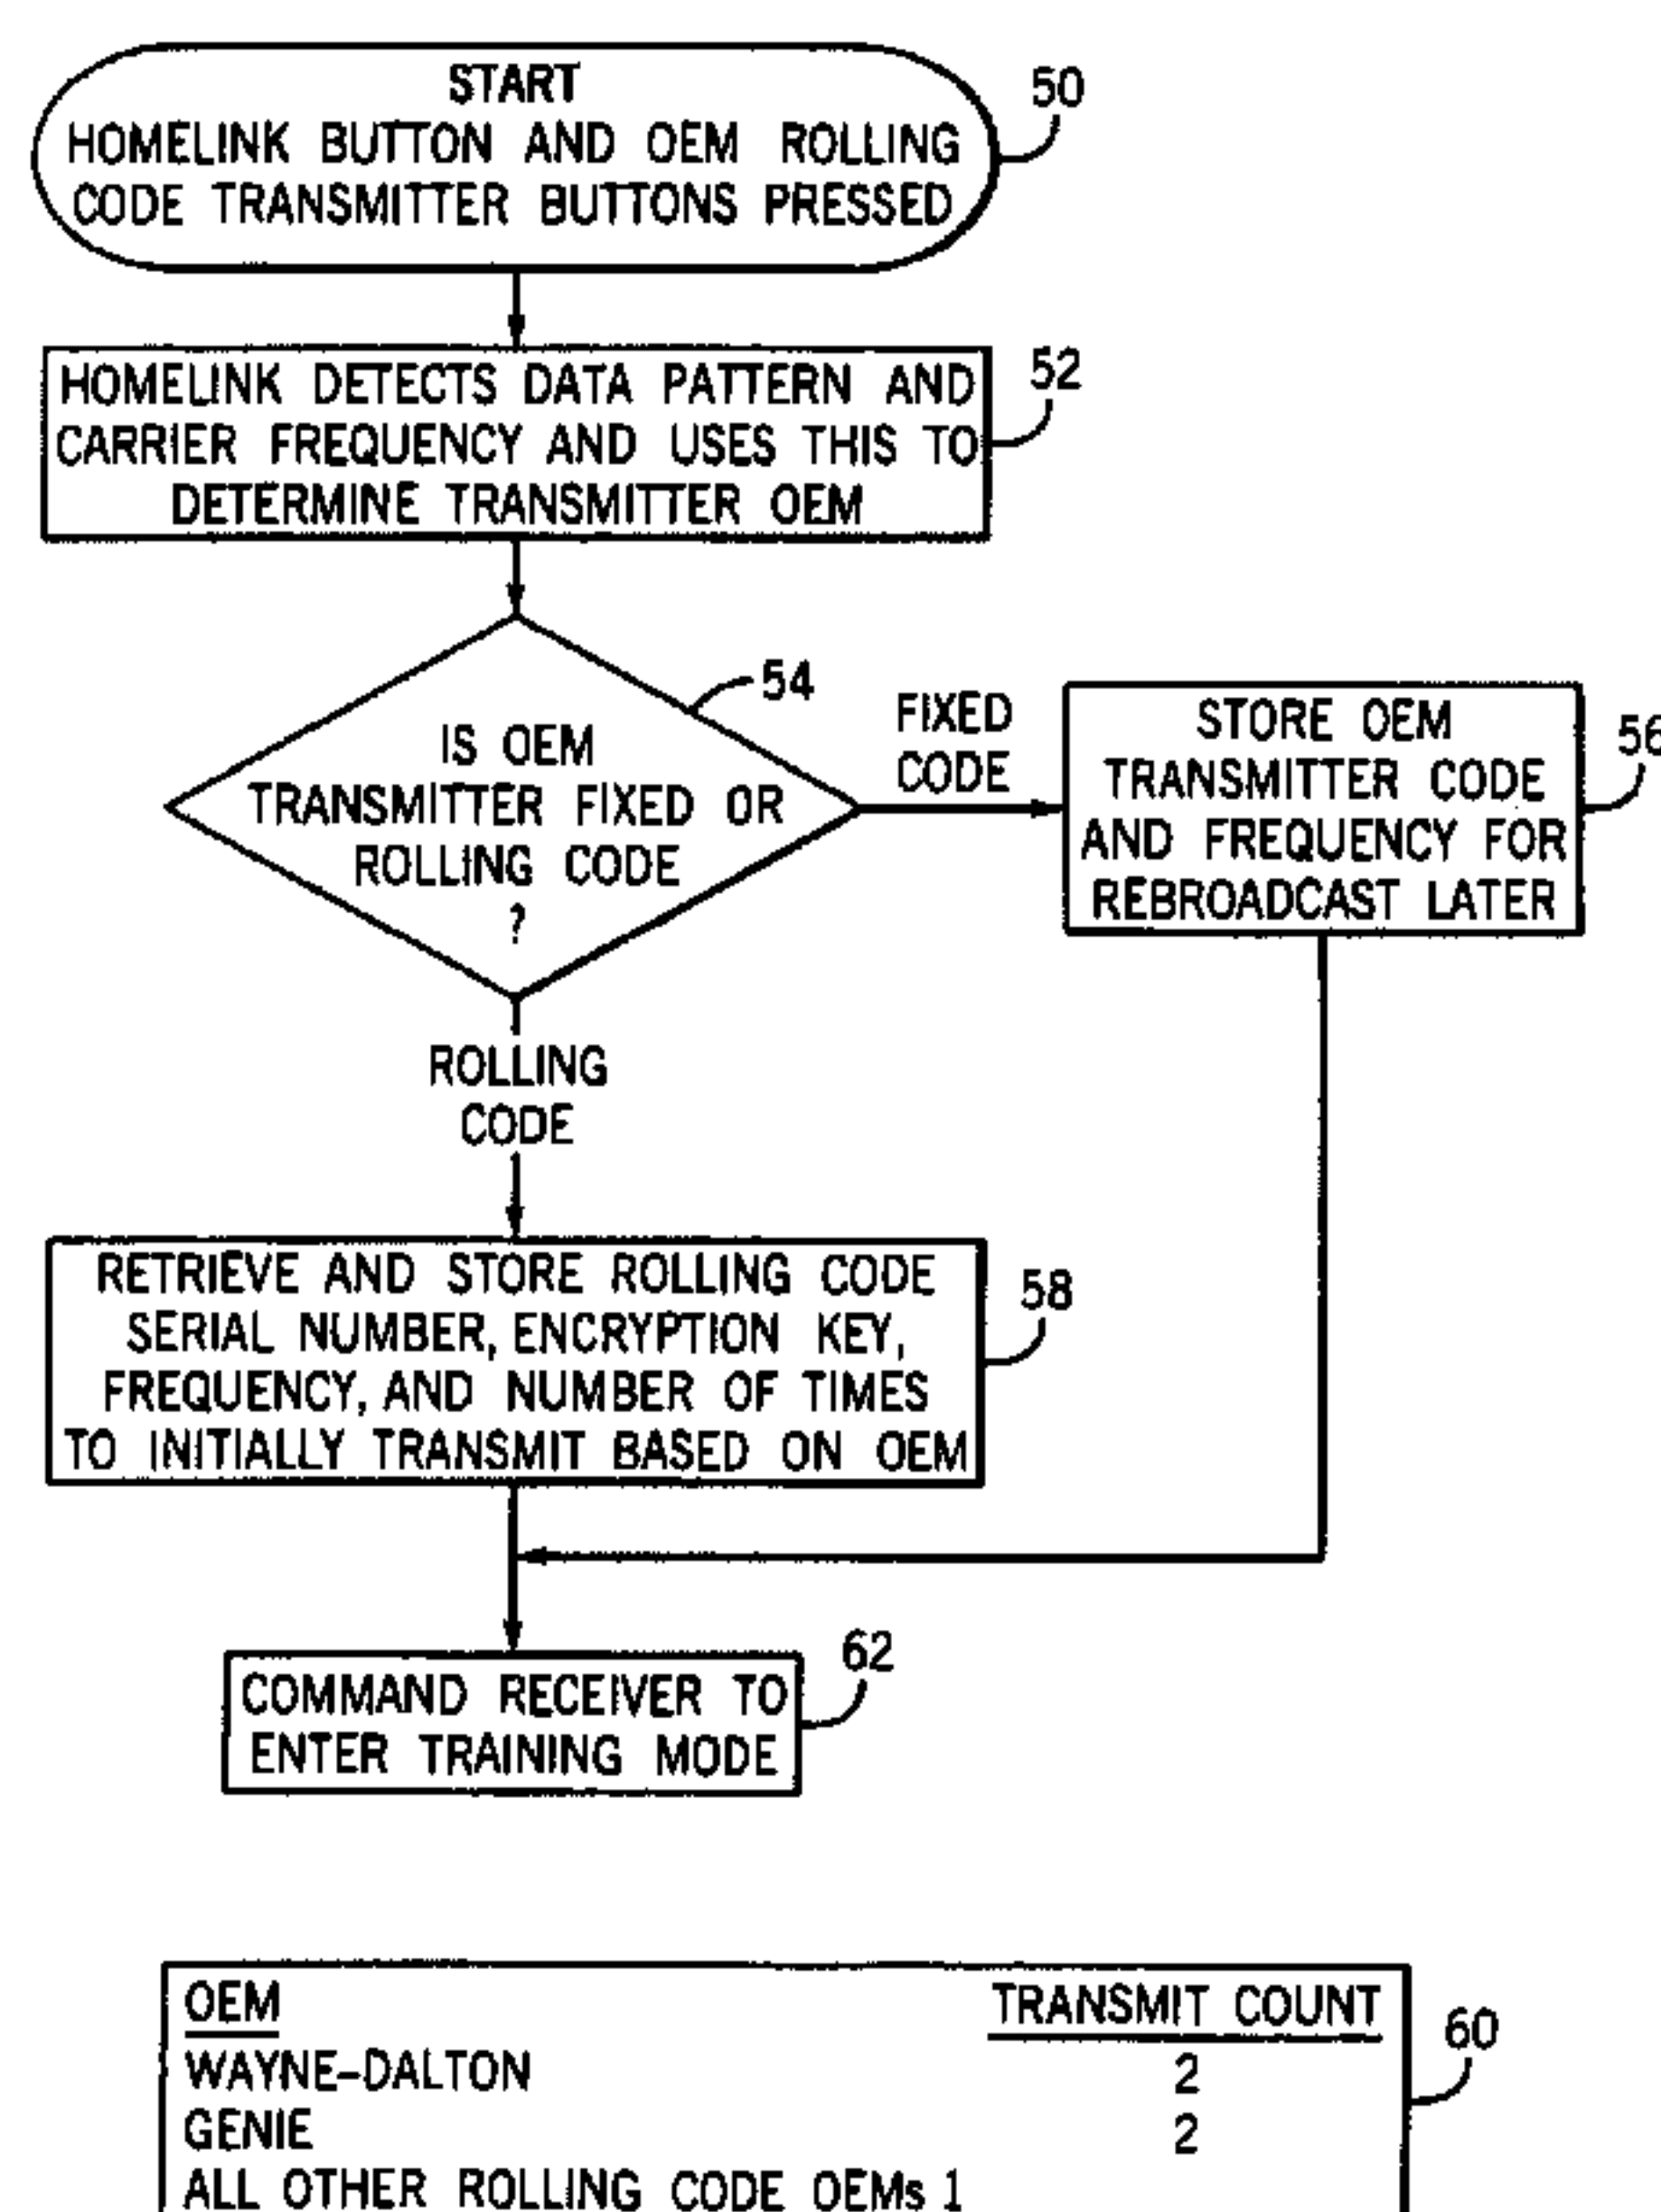 START
HOMELINK BUTTON AND OEM ROLLING
CODE TRANSMITTER BUTTONS PRESSED
50
HOMELINK DETECTS DATA PATTERN AND
CARRIER FREQUENCY AND USES THIS TO
DETERMINE TRANSMITTER OEM
52
54
IS OEM
TRANSMITTER FIXED OR
ROLLING CODE
?
FIXED
CODE
STORE OEM
TRANSMITTER CODE
AND FREQUENCY FOR
REBROADCAST LATER
56
ROLLING
CODE
RETRIEVE AND STORE ROLLING CODE
SERIAL NUMBER, ENCRYPTION KEY,
FREQUENCY, AND NUMBER OF TIMES
TO INITIALLY TRANSMIT BASED ON OEM
58
COMMAND RECEIVER TO
ENTER TRAINING MODE
62
OEM TRANSMIT COUNT
WAYNE-DALTON 2
GENIE 2
ALL OTHER ROLLING CODE OEMs 1
60